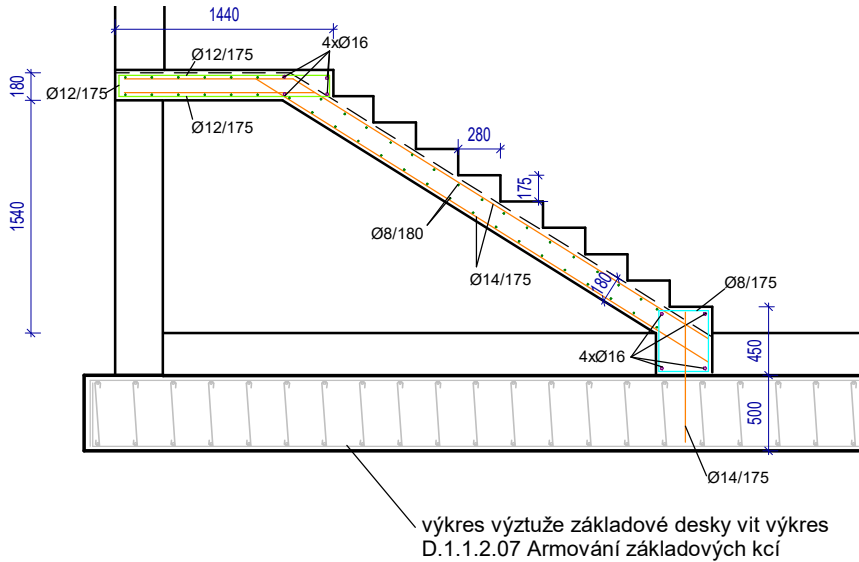 1440
Ø12/175
4xØ16
180
Ø12/175
Ø12/175
280
175
1540
Ø8/180
Ø14/175
180
Ø8/175
4xØ16
450
500
Ø14/175
výkres výztuže základové desky vit výkres
D.1.1.2.07 Armování základových kcí